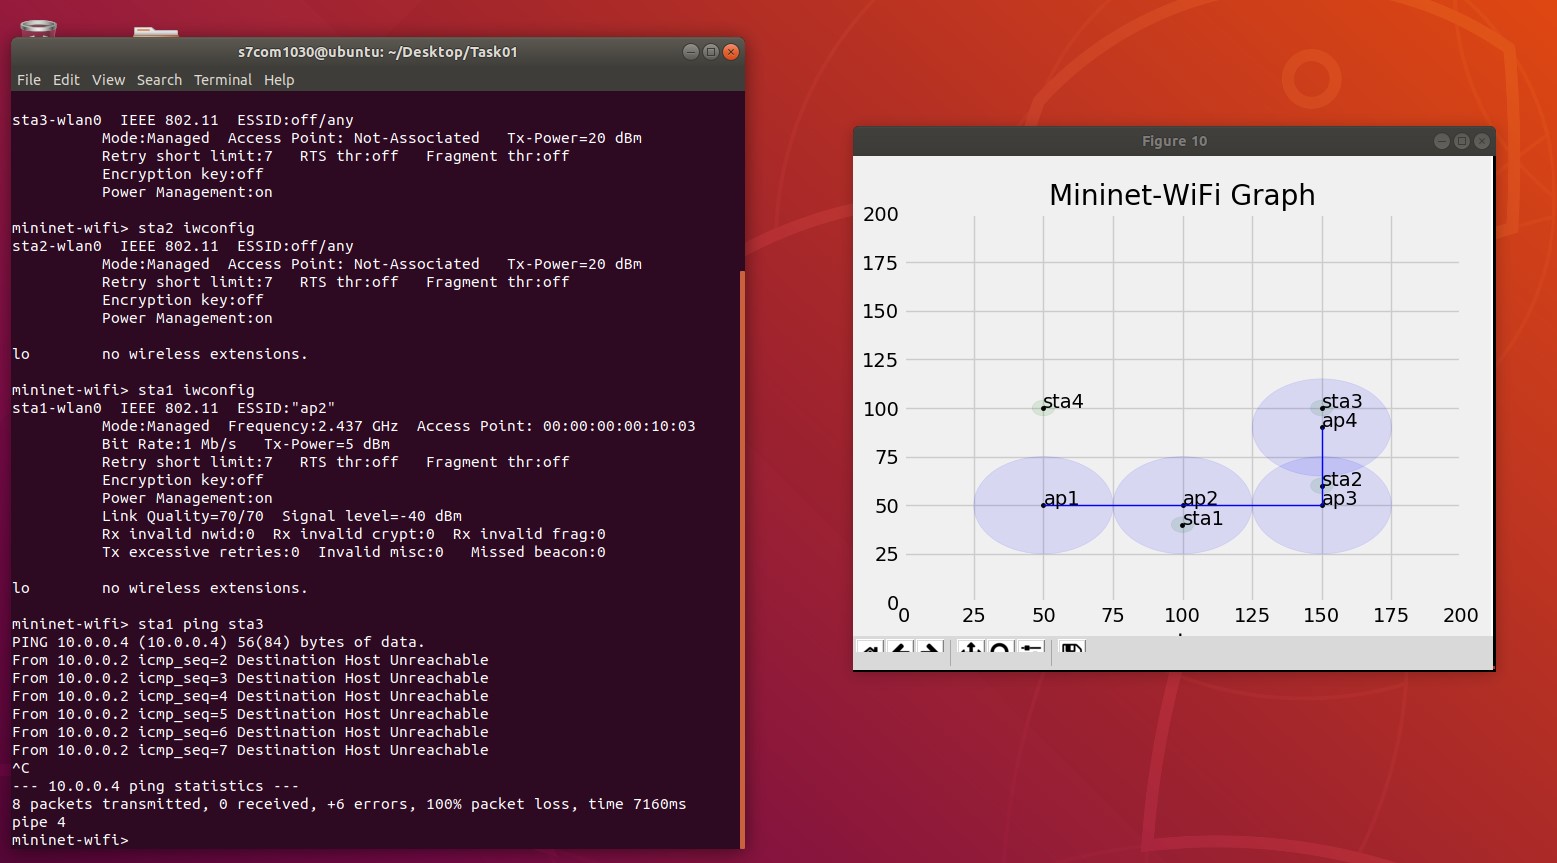 s7com1030@ubuntu: ~/Desktop/Task01
File Edit View Search Terminal Help
sta3-wlan0  IEEE 802.11  ESSID:off/any
Mode:Managed  Access Point: Not-Associated   Tx-Power=20 dBm
Retry short limit:7   RTS thr:off   Fragment thr:off
Encryption key:off
Power Management:on
mininet-wifi> sta2 iwconfig
sta2-wlan0  IEEE 802.11  ESSID:off/any
Mode:Managed  Access Point: Not-Associated   Tx-Power=20 dBm
Retry short limit:7   RTS thr:off   Fragment thr:off
Encryption key:off
Power Management:on
lo        no wireless extensions.
mininet-wifi> sta1 iwconfig
sta1-wlan0  IEEE 802.11  ESSID:"ap2"
Mode:Managed  Frequency:2.437 GHz  Access Point: 00:00:00:00:10:03
Bit Rate:1 Mb/s   Tx-Power=5 dBm
Retry short limit:7   RTS thr:off   Fragment thr:off
Encryption key:off
Power Management:on
Link Quality=70/70  Signal level=-40 dBm
Rx invalid nwid:0  Rx invalid crypt:0  Rx invalid frag:0
Tx excessive retries:0  Invalid misc:0   Missed beacon:0
lo        no wireless extensions.
mininet-wifi> sta1 ping sta3
PING 10.0.0.4 (10.0.0.4) 56(84) bytes of data.
From 10.0.0.2 icmp_seq=2 Destination Host Unreachable
From 10.0.0.2 icmp_seq=3 Destination Host Unreachable
From 10.0.0.2 icmp_seq=4 Destination Host Unreachable
From 10.0.0.2 icmp_seq=5 Destination Host Unreachable
From 10.0.0.2 icmp_seq=6 Destination Host Unreachable
From 10.0.0.2 icmp_seq=7 Destination Host Unreachable
^C
--- 10.0.0.4 ping statistics ---
8 packets transmitted, 0 received, +6 errors, 100% packet loss, time 7160ms
pipe 4
mininet-wifi>
Figure 10
Mininet-WiFi Graph
200
175
150
125
100
75
50
25
0
sta4
sta3
ap4
sta2
ap1
ap2
ap3
sta1
0 25 50 75 100 125 150 175 200